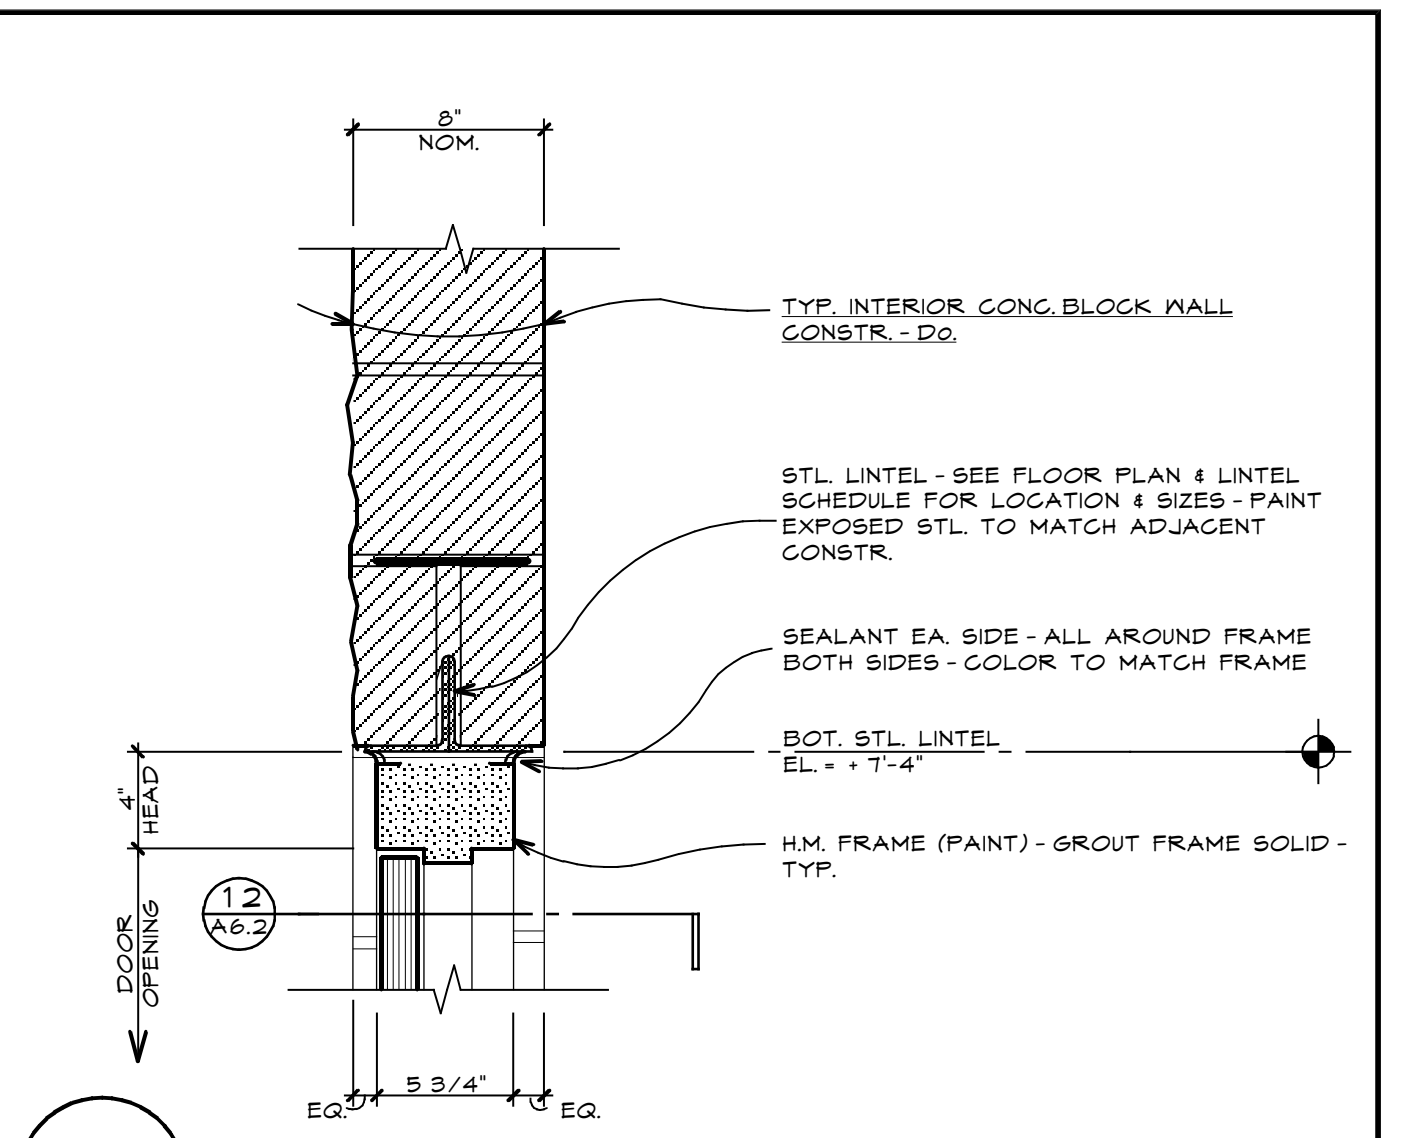 8"
NOM.
TYP. INTERIOR CONC. BLOCK WALL
CONSTR. - Do.
STL. LINTEL - SEE FLOOR PLAN & LINTEL
SCHEDULE FOR LOCATION & SIZES - PAINT
EXPOSED STL. TO MATCH ADJACENT
CONSTR.
SEALANT EA. SIDE - ALL AROUND FRAME
BOTH SIDES - COLOR TO MATCH FRAME
BOT. STL. LINTEL
EL. = + 7'-4"
4"
HEAD
H.M. FRAME (PAINT) - GROUT FRAME SOLID -
TYP.
12
A6.2
DOOR
OPENING
5 3/4"
EQ.
EQ.